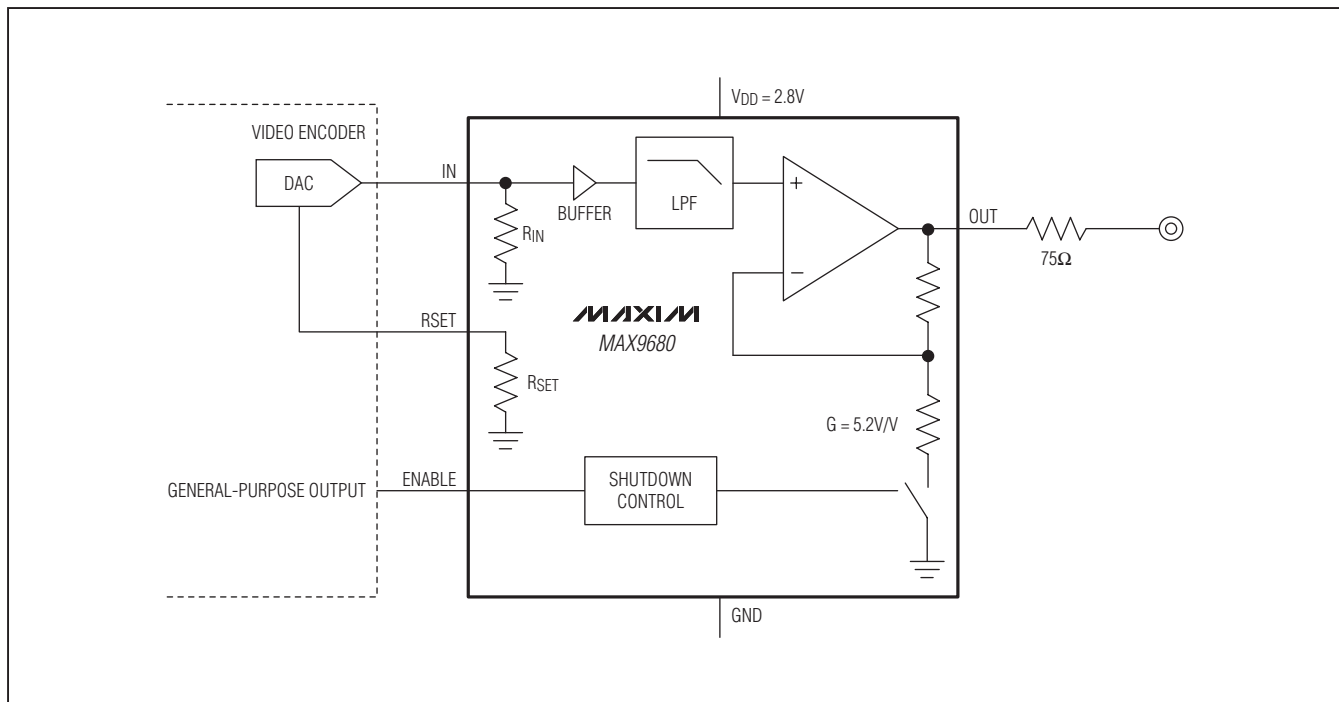 VDD = 2.8V
VIDEO ENCODER
DAC
IN
BUFFER
LPF
+
−
OUT
75Ω
RIN
MAXIM
MAX9680
RSET
RSET
G = 5.2V/V
GENERAL-PURPOSE OUTPUT
ENABLE
SHUTDOWN
CONTROL
GND